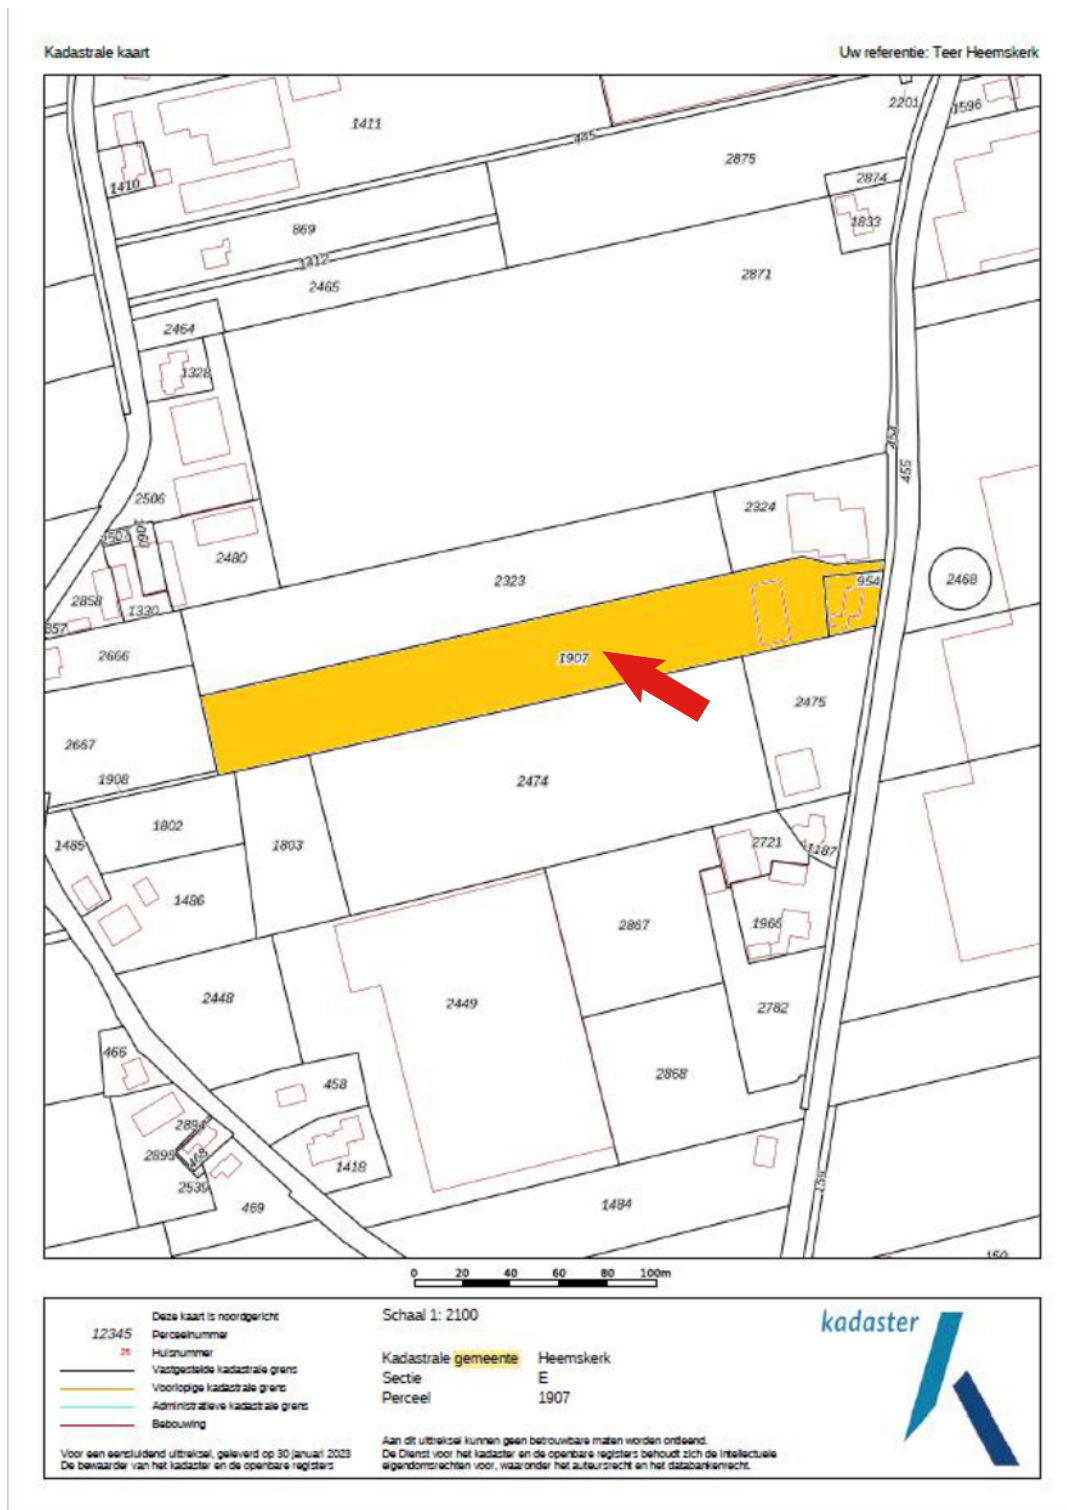 Kadastrale kaart
Uw referentie: Teer Heemskerk
2201
1596
1411
445
2875
2874
1410
1833
869
1412
2871
2465
2464
1328
454
455
2506
2324
2507
1909
2480
954
2468
2323
2858
1330
357
2666
1907
2475
2667
1908
2474
1802
1485
1803
2721
1187
1486
2867
1966
2448
2449
2782
466
2868
458
2894
2895
468
1418
2539
469
1484
159
150
0 20 40 60 80 100m
Deze kaart is noordgericht
12345 Perceelnummer
25 Huisnummer
Vastgestelde kadastrale grens
Voorlopige kadastrale grens
Administratieve kadastrale grens
Bebouwing
Voor een eensluidend uittreksel, geleverd op 30 januari 2023
De bewaarder van het kadaster en de openbare registers
Schaal 1: 2100
Kadastrale gemeente Heemskerk
Sectie E
Perceel 1907
Aan dit uittreksel kunnen geen betrouwbare maten worden ontleend.
De Dienst voor het kadaster en de openbare registers behoudt zich de intellectuele
eigendomsrechten voor, waaronder het auteursrecht en het databankenrecht.
kadaster